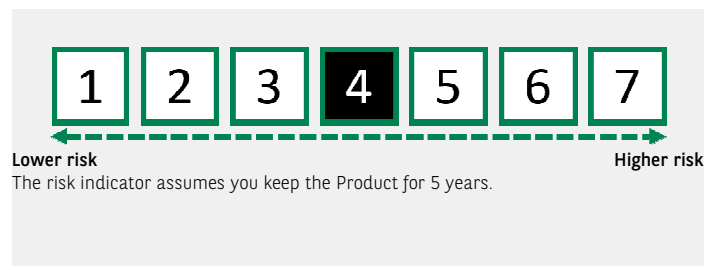 1 2 3 4 5 6 7
Lower risk Higher risk
The risk indicator assumes you keep the Product for 5 years.